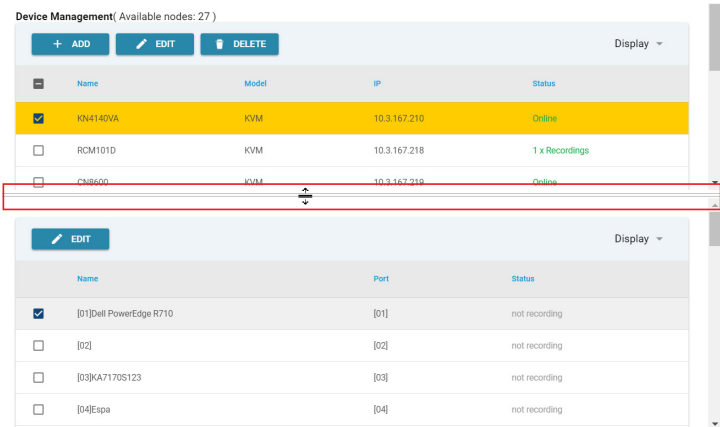 Device Management( Available nodes: 27 )
ADD EDIT DELETE Display
Name Model IP Status
KN4140VA KVM 10.3.167.210 Online
RCM101D KVM 10.3.167.218 1 x Recordings
CN8600 KVM 10.3.167.219 Online
EDIT Display
Name Port Status
[01]Dell PowerEdge R710 [01] not recording
[02] [02] not recording
[03]KA7170S123 [03] not recording
[04]Espa [04] not recording